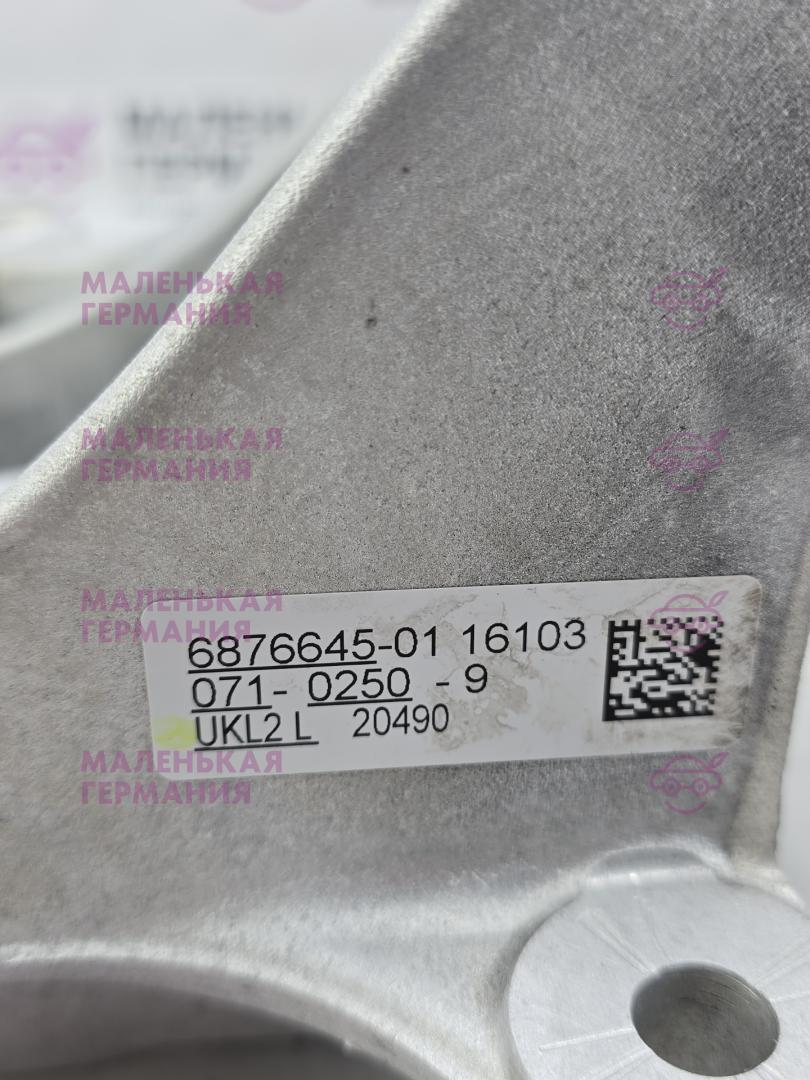 МАЛЕНЬКАЯ
ГЕРМАНИЯ
МАЛЕНЬКАЯ
ГЕРМАНИЯ
МАЛЕНЬКАЯ
ГЕРМАНИЯ
6876645-01 16103
071- 0250 - 9
UKL2 L 20490
МАЛЕНЬКАЯ
ГЕРМАНИЯ